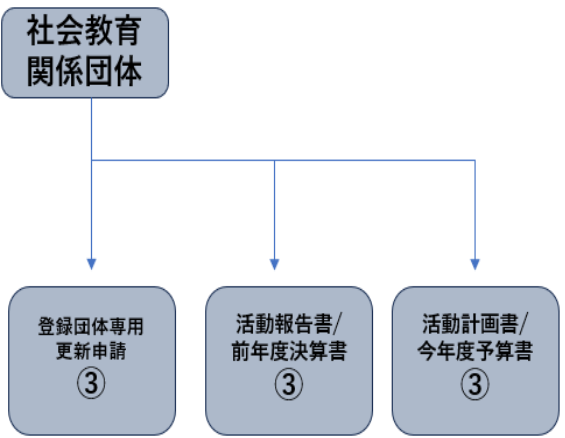 社会教育
関係団体
登録団体専用
更新申請
③
活動報告書/
前年度決算書
③
活動計画書/
今年度予算書
③